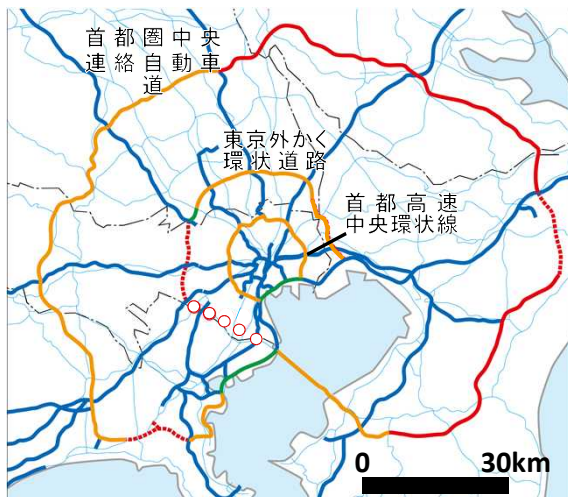 首都圏中央
連絡自動車
道
東京外かく
環状道路
首都高速
中央環状線
0 30km